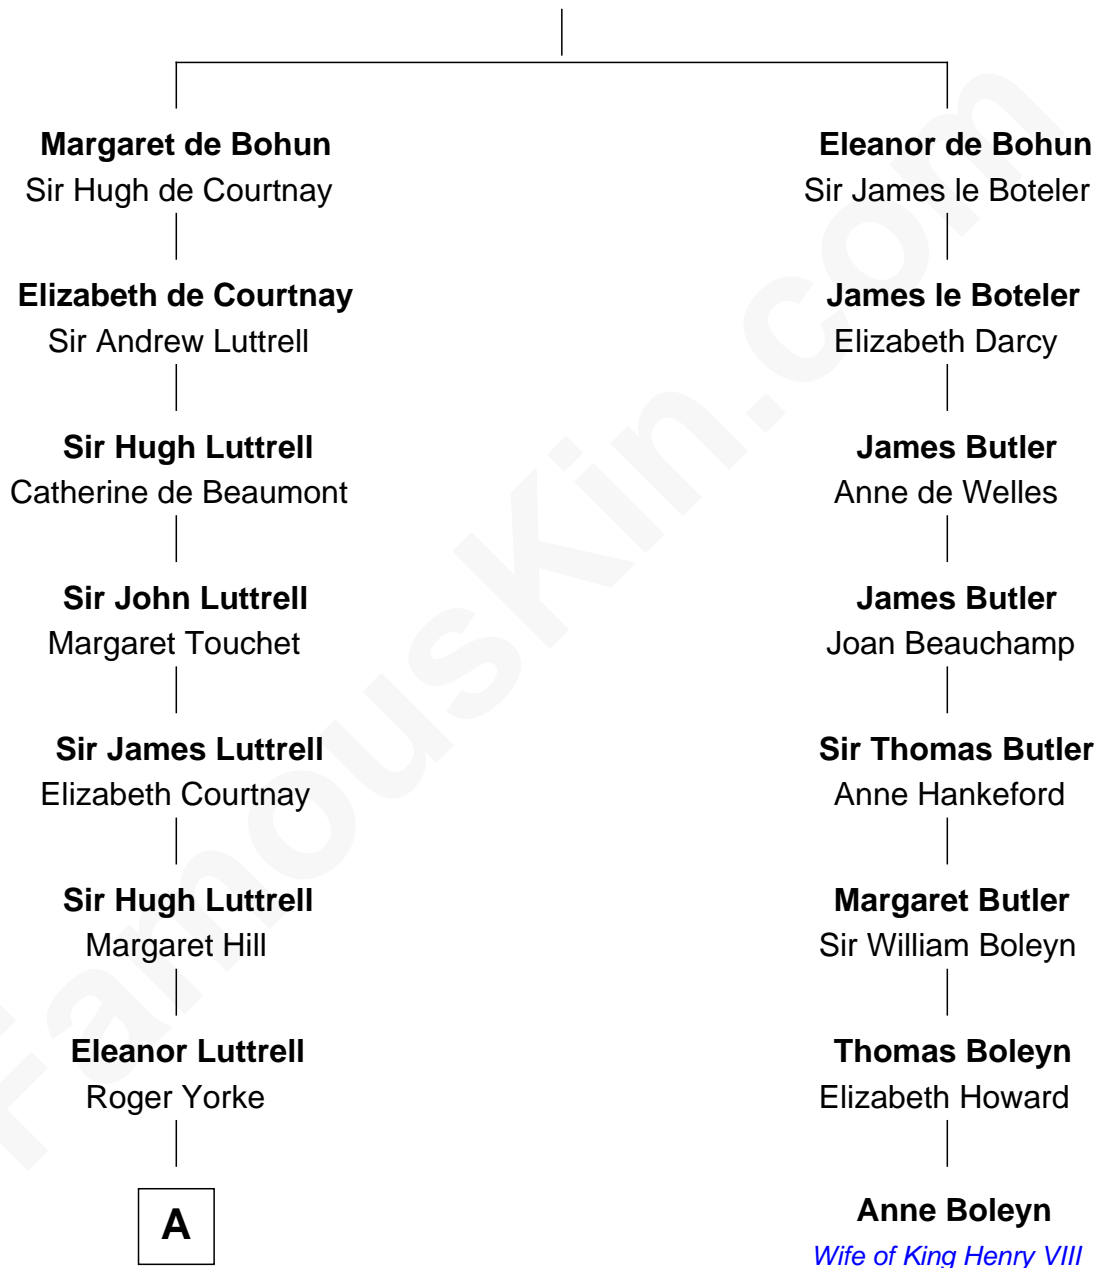 Margaret de Bohun
Sir Hugh de Courtnay
Elizabeth de Courtnay
Sir Andrew Luttrell
Sir Hugh Luttrell
Catherine de Beaumont
Sir John Luttrell
Margaret Touchet
Sir James Luttrell
Elizabeth Courtnay
Sir Hugh Luttrell
Margaret Hill
Eleanor Luttrell
Roger Yorke
A
Eleanor de Bohun
Sir James le Boteler
James le Boteler
Elizabeth Darcy
James Butler
Anne de Welles
James Butler
Joan Beauchamp
Sir Thomas Butler
Anne Hankeford
Margaret Butler
Sir William Boleyn
Thomas Boleyn
Elizabeth Howard
Anne Boleyn
Wife of King Henry VIII
FamousKin.com